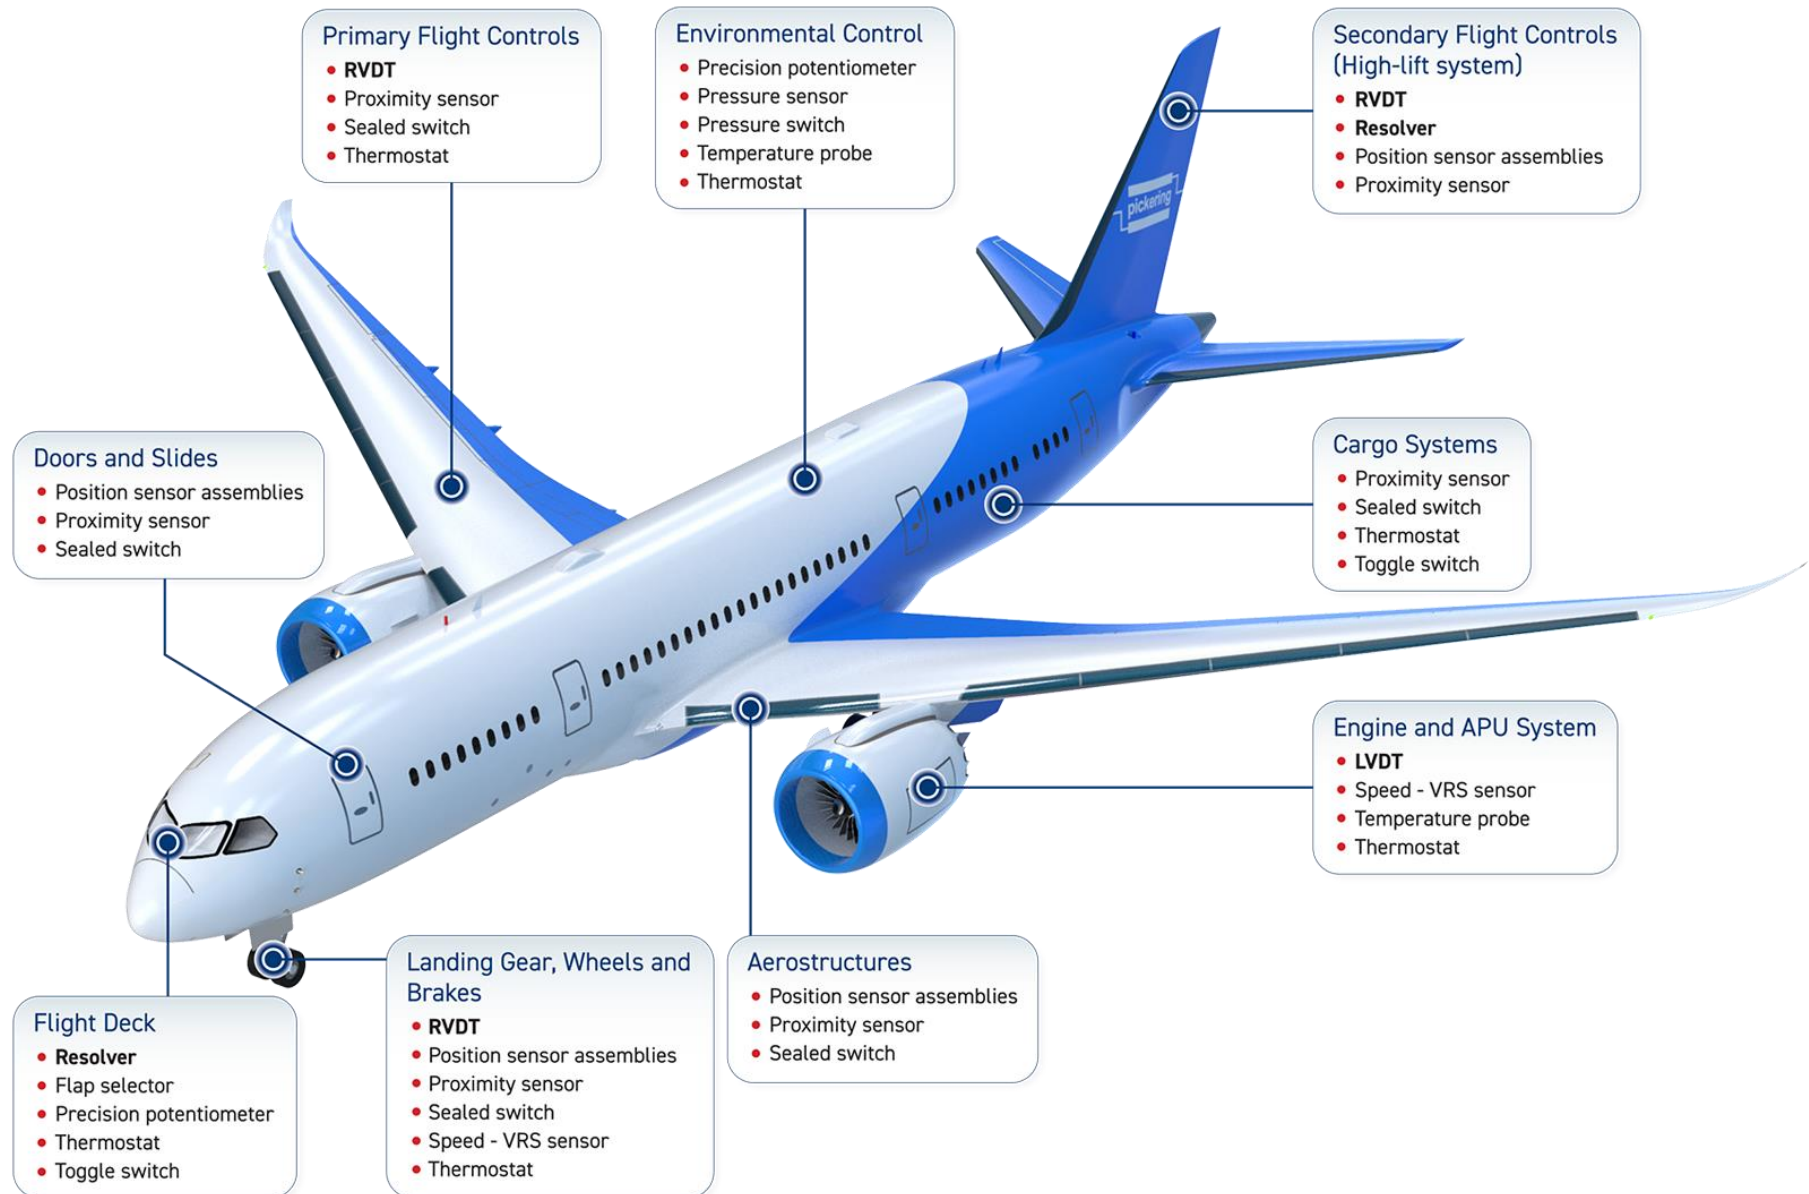 Primary Flight Controls
RVDT
Proximity sensor
Sealed switch
Thermostat
Environmental Control
Precision potentiometer
Pressure sensor
Pressure switch
Temperature probe
Thermostat
Secondary Flight Controls
(High-lift system)
RVDT
Resolver
Position sensor assemblies
Proximity sensor
pickering
Doors and Slides
Position sensor assemblies
Proximity sensor
Sealed switch
Cargo Systems
Proximity sensor
Sealed switch
Thermostat
Toggle switch
Engine and APU System
LVDT
Speed - VRS sensor
Temperature probe
Thermostat
Flight Deck
Resolver
Flap selector
Precision potentiometer
Thermostat
Toggle switch
Landing Gear, Wheels and
Brakes
RVDT
Position sensor assemblies
Proximity sensor
Sealed switch
Speed - VRS sensor
Thermostat
Aerostructures
Position sensor assemblies
Proximity sensor
Sealed switch